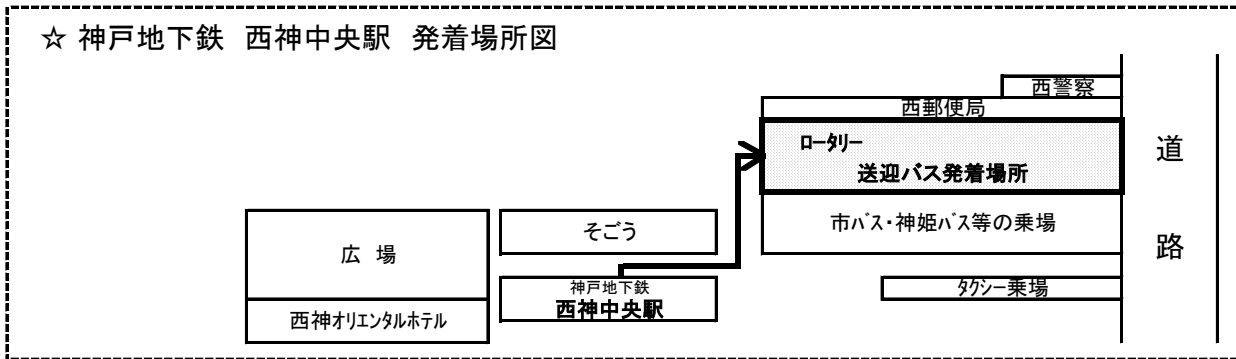 ☆ 神戸地下鉄 西神中央駅 発着場所図
西警察
西郵便局
ﾛｰﾀﾘｰ
送迎バス発着場所
道
路
市ﾊﾞｽ･神姫ﾊﾞｽ等の乗場
そごう
広 場
神戸地下鉄
西神中央駅
ﾀｸｼｰ乗場
西神ｵﾘｴﾝﾀﾙﾎﾃﾙ